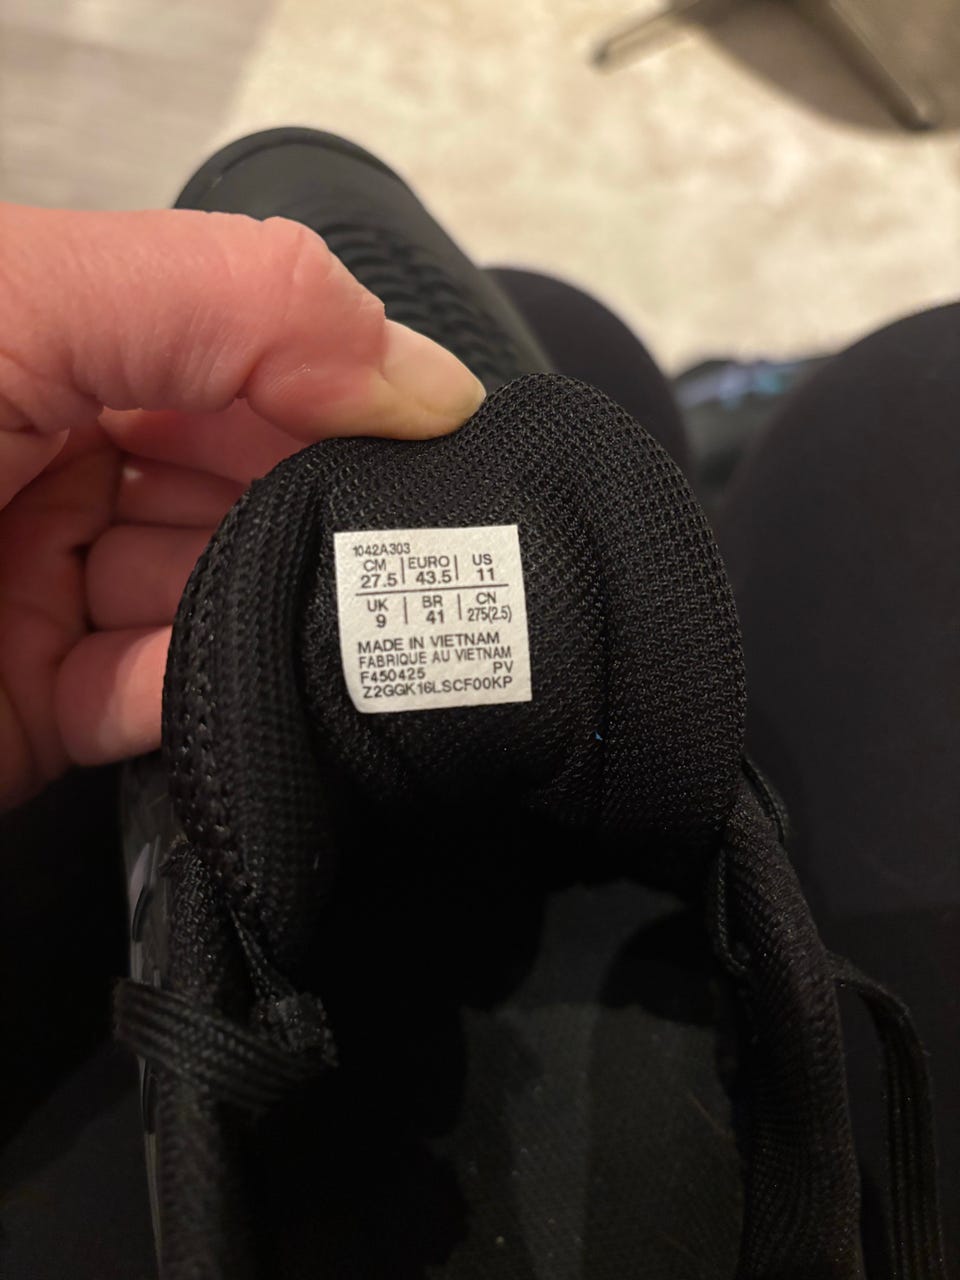 1042A303
CM | EURO | US
27.5 | 43.5 | 11
UK | BR | CN
9 | 41 | 275(2.5)
MADE IN VIETNAM
FABRIQUE AU VIETNAM
F450425 PV
Z2GGK16LSCF00KP